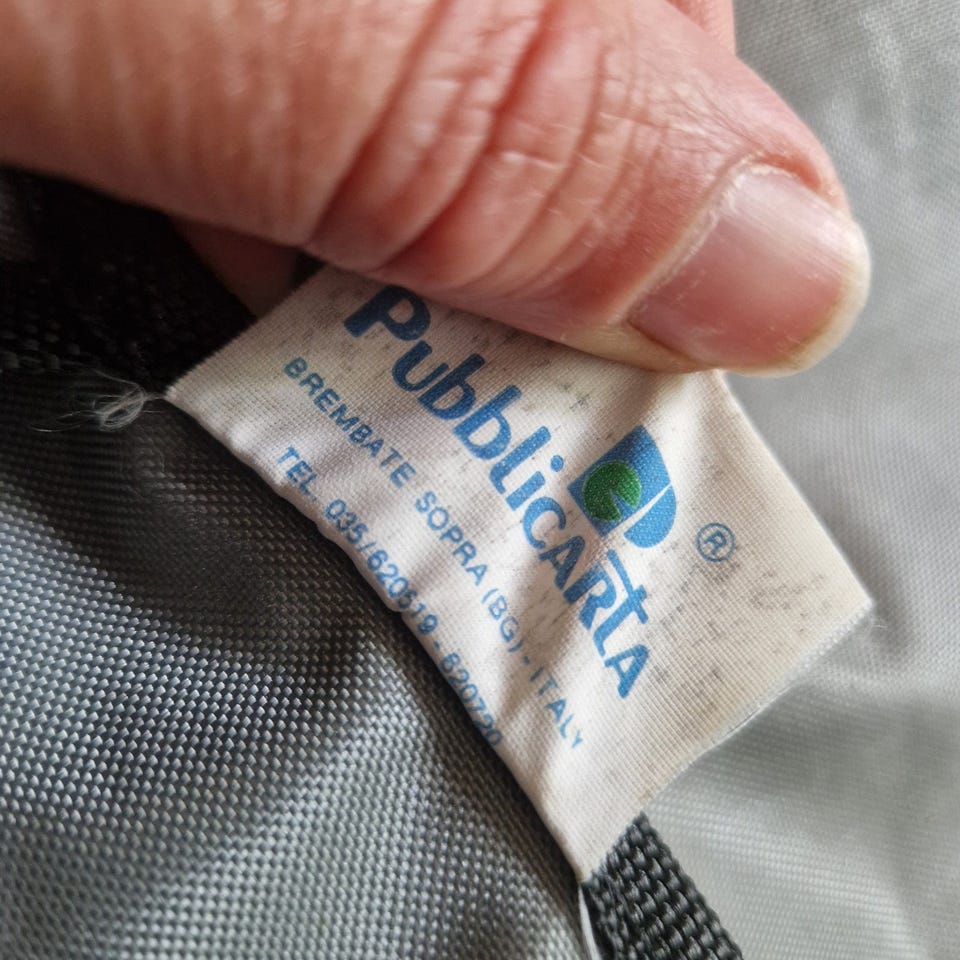 PubblicARtA ®
BREMBATE SOPRA (BG) - ITALY
TEL. 035/620519 - 620720